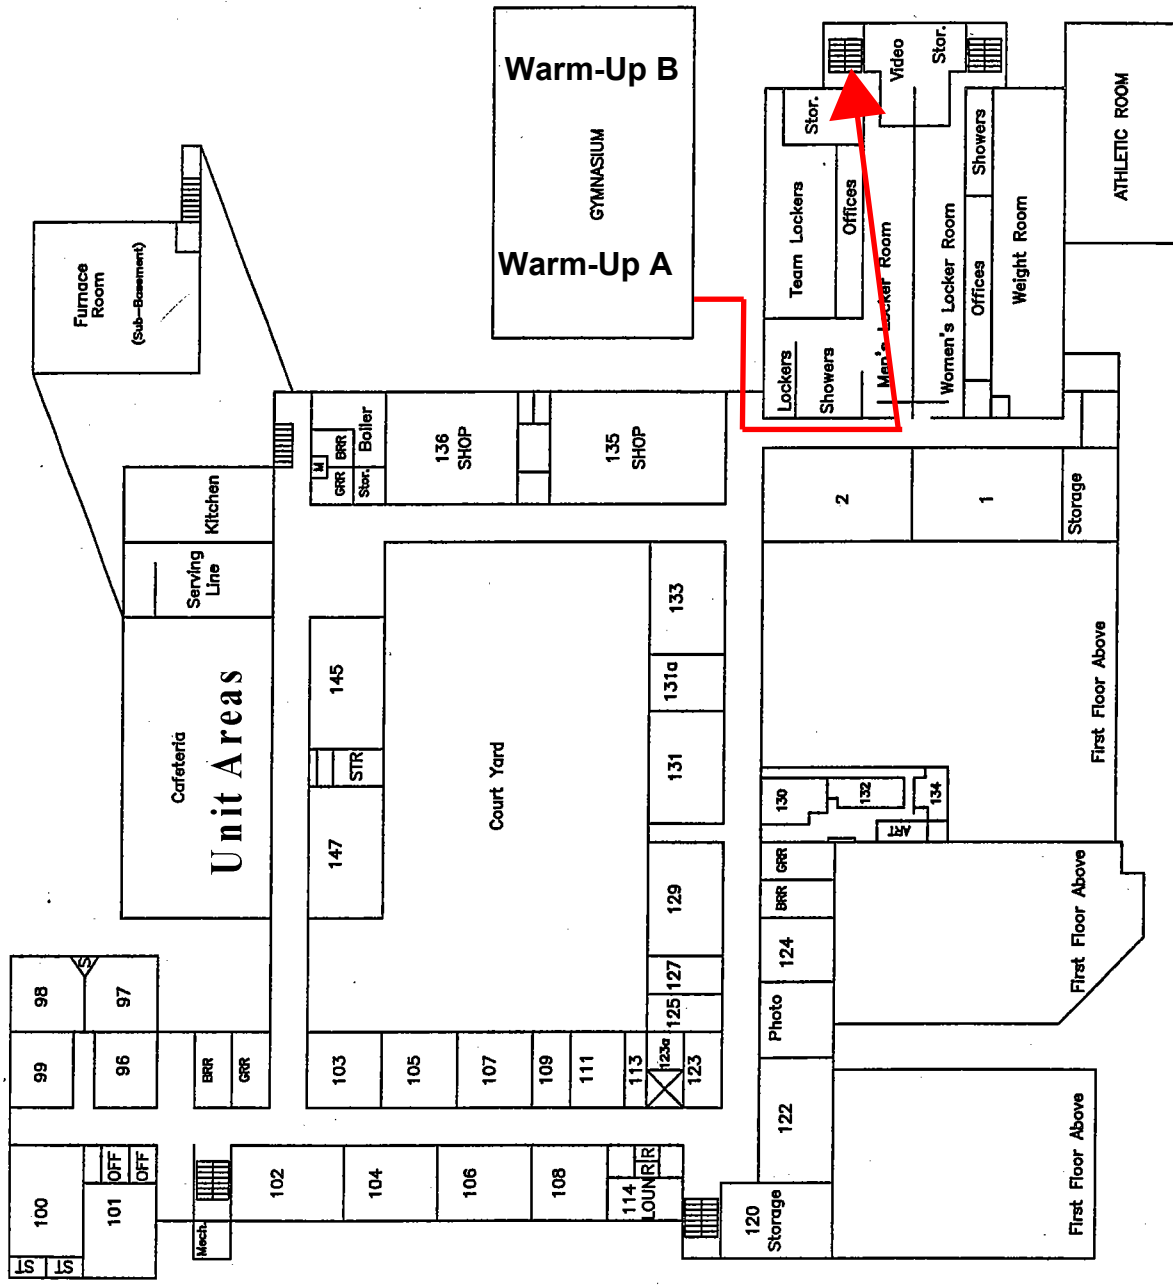 Warm-Up B
GYMNASIUM
Warm-Up A
Video
Stor.
Stor.
Team Lockers
Offices
Men's Locker Room
Women's Locker Room
Showers
Offices
Weight Room
ATHLETIC ROOM
Lockers
Showers
Furnace
Room
(Sub-Basement)
Kitchen
Serving
Line
Cafeteria
Unit Areas
M
BRR
GRR
Boiler
Stor.
136
SHOP
135
SHOP
2
1
Storage
145
STR
147
Court Yard
133
131a
131
129
127
125
123a
123
First Floor Above
130
132
134
ART
GRR
BRR
124
Photo
122
First Floor Above
First Floor Above
98
S
97
99
96
BRR
GRR
103
105
107
109
111
113
100
OFF
OFF
101
ST
ST
Mech.
102
104
106
108
114
LOUN
R
R
R
120
Storage